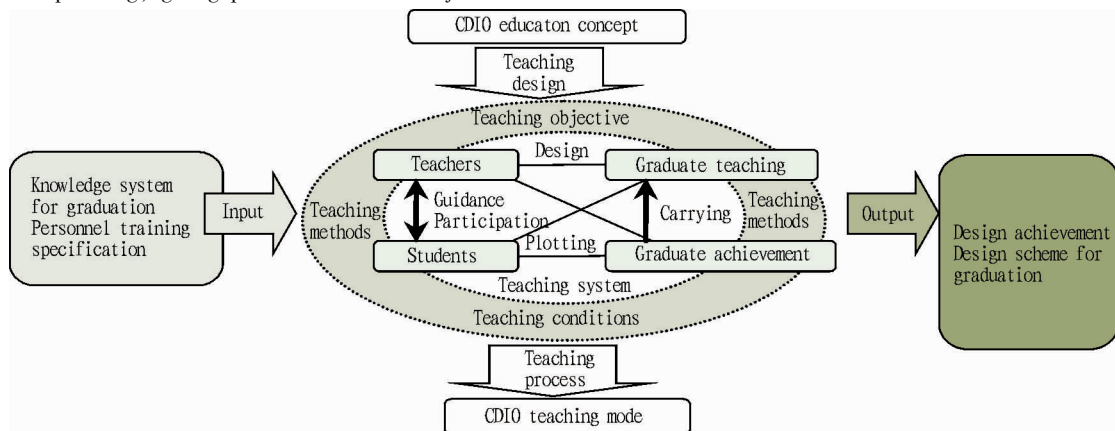 CDIO educaton concept
Teaching
design
Teaching objective
Teachers
Design
Graduate teaching
Knowledge system
for graduation
Personnel training
specification
Input
Teaching
methods
Guidance
Participation
Carrying
Teaching
methods
Output
Design achievement
Design scheme for
graduation
Students
Plotting
Graduate achievement
Teaching system
Teaching conditions
Teaching
process
CDIO teaching mode